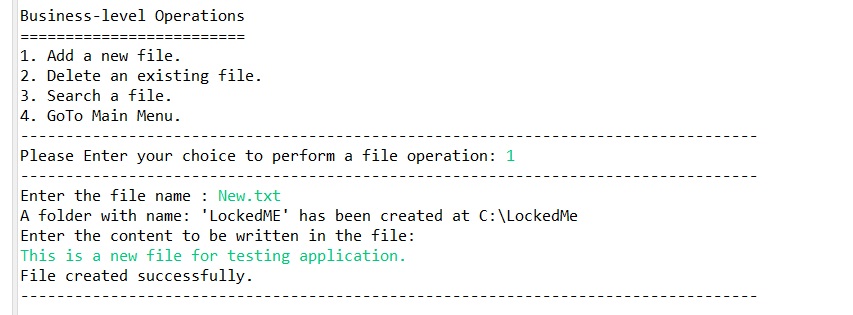 Business-level Operations
=========================
1. Add a new file.
2. Delete an existing file.
3. Search a file.
4. GoTo Main Menu.
----------------------------------------------------------------------------------
Please Enter your choice to perform a file operation: 1
----------------------------------------------------------------------------------
Enter the file name : New.txt
A folder with name: 'LockedME' has been created at C:\LockedMe
Enter the content to be written in the file:
This is a new file for testing application.
File created successfully.
----------------------------------------------------------------------------------